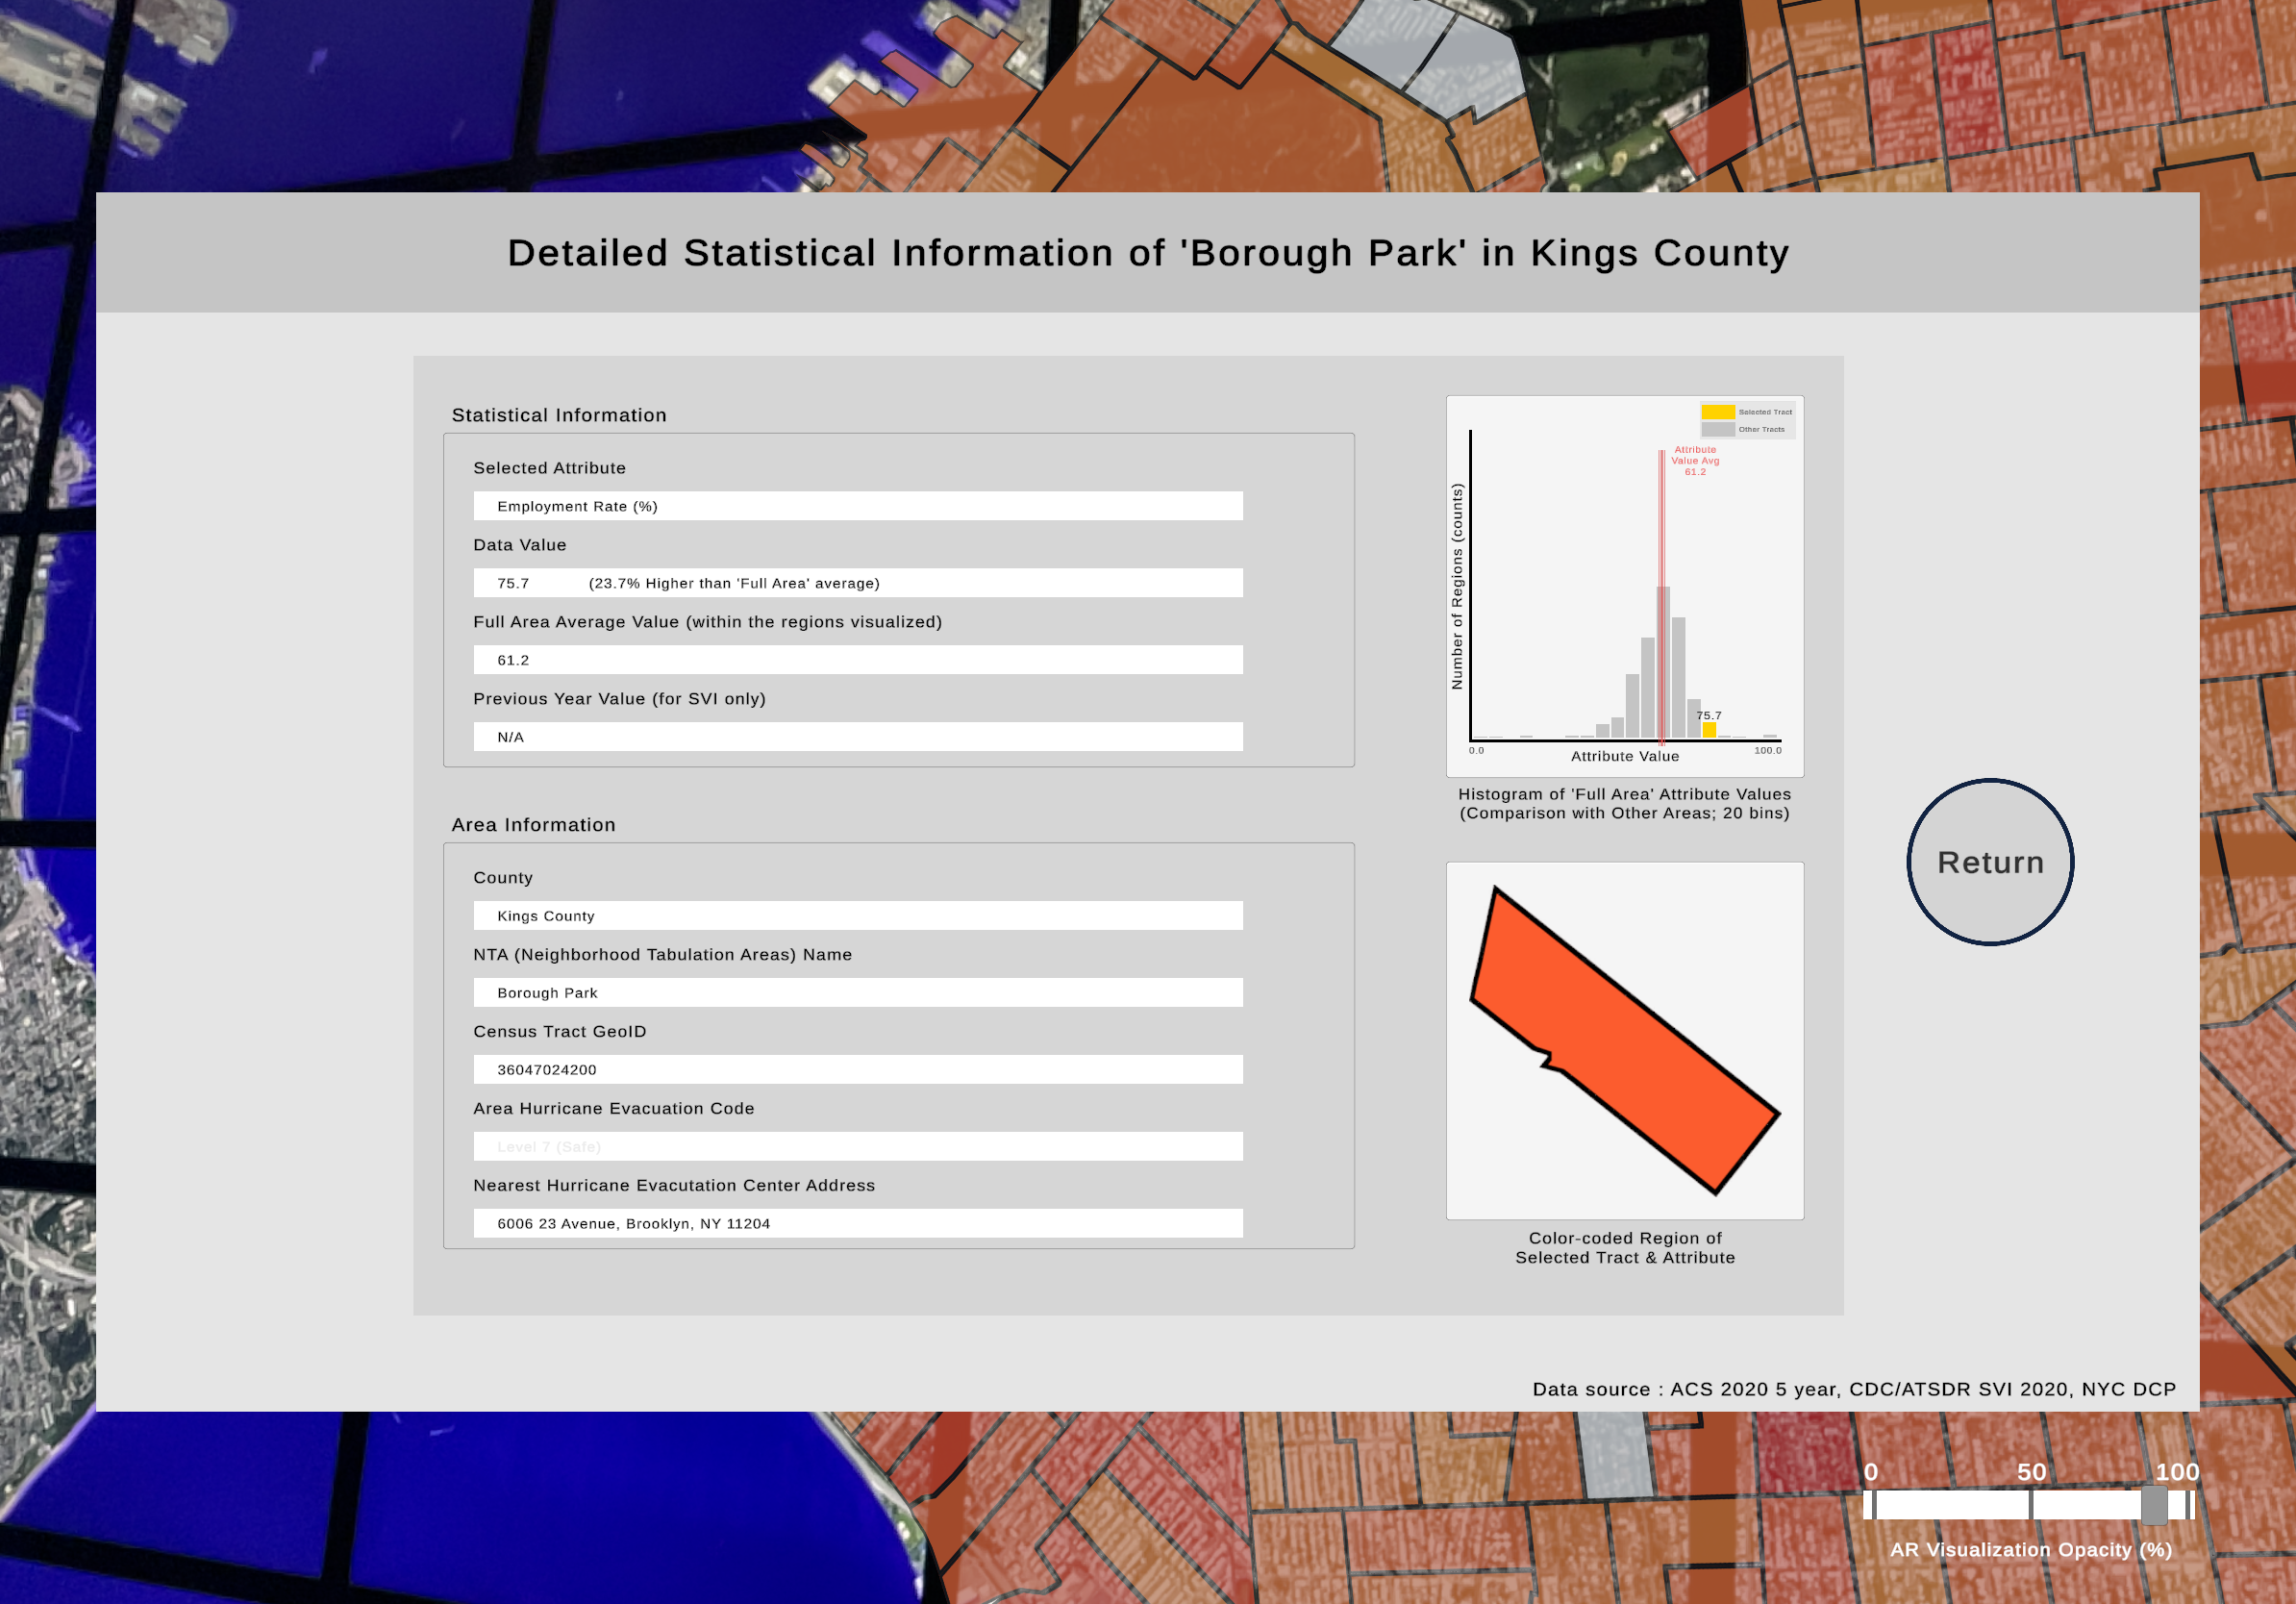 Detailed Statistical Information of 'Borough Park' in Kings County
Statistical Information
Selected Attribute
Employment Rate (%)
Data Value
75.7 (23.7% Higher than 'Full Area' average)
Full Area Average Value (within the regions visualized)
61.2
Previous Year Value (for SVI only)
N/A
Area Information
County
Kings County
NTA (Neighborhood Tabulation Areas) Name
Borough Park
Census Tract GeoID
36047024200
Area Hurricane Evacuation Code
Level 7 (Safe)
Nearest Hurricane Evacutation Center Address
6006 23 Avenue, Brooklyn, NY 11204
Selected Tract
Other Tracts
Attribute
Value Avg
61.2
Number of Regions (counts)
75.7
0.0
100.0
Attribute Value
Histogram of 'Full Area' Attribute Values
(Comparison with Other Areas; 20 bins)
Color-coded Region of
Selected Tract & Attribute
Return
Data source : ACS 2020 5 year, CDC/ATSDR SVI 2020, NYC DCP
0 50 100
AR Visualization Opacity (%)